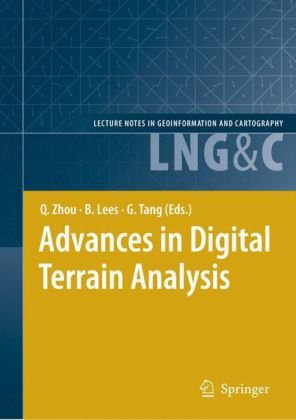 LECTURE NOTES IN GEOINFORMATION AND CARTOGRAPHY
LNG&C
Q. Zhou · B. Lees · G. Tang (Eds.)
Advances in Digital
Terrain Analysis
Springer